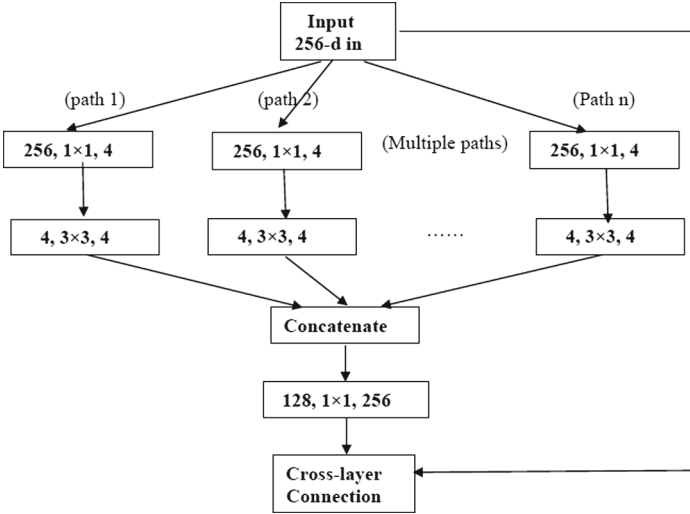 Input
256-d in
(path 1)
(path 2)
(Path n)
256, 1×1, 4
256, 1×1, 4
(Multiple paths)
256, 1×1, 4
4, 3×3, 4
4, 3×3, 4
......
4, 3×3, 4
Concatenate
128, 1×1, 256
Cross-layer
Connection